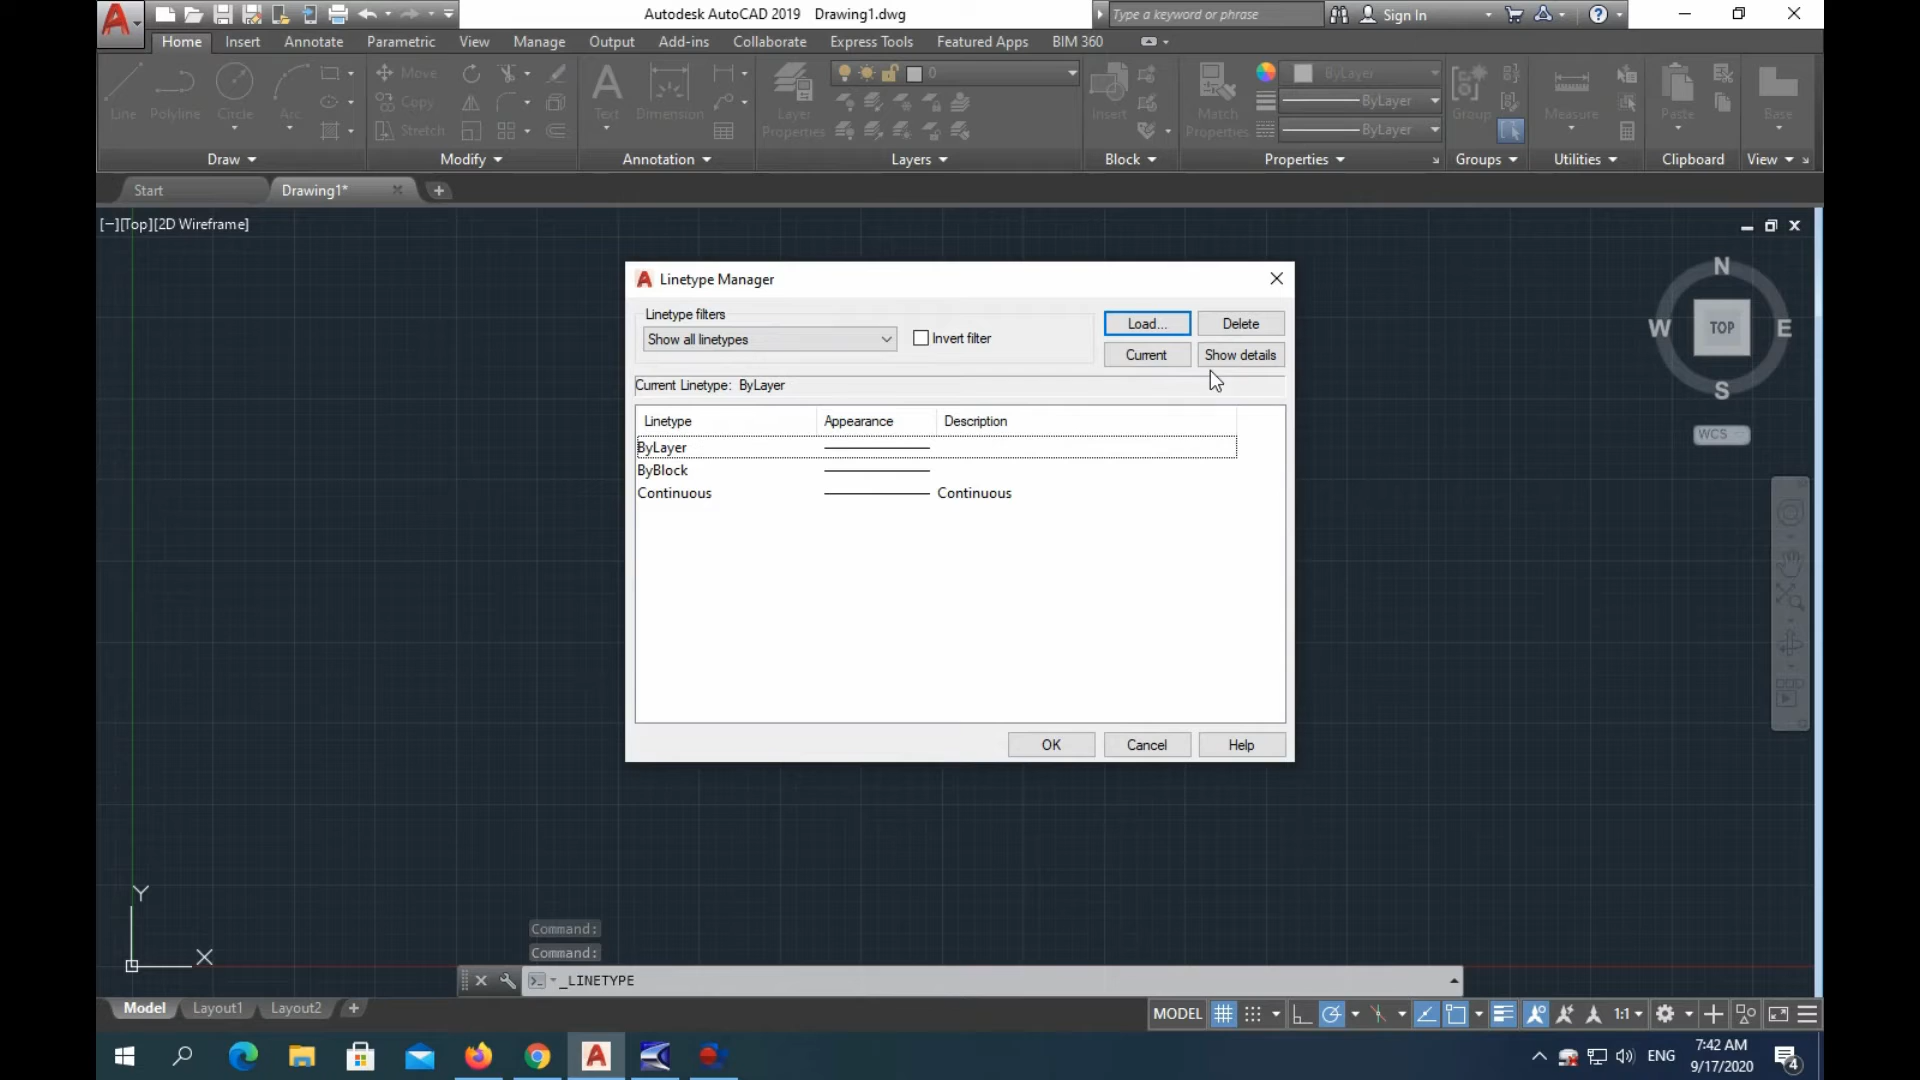 Autodesk AutoCAD 2019 Drawing1.dwg
Type a keyword or phrase
Sign In
Home Insert Annotate Parametric View Manage Output Add-ins Collaborate Express Tools Featured Apps BIM 360
Line Polyline Circle Arc
Move
Copy
Stretch
Text Dimension
Layer
Properties
0
Insert
Match
Properties
ByLayer
ByLayer
ByLayer
Group
Measure
Paste
Base
Draw Modify Annotation Layers Block Properties Groups Utilities Clipboard View
Start Drawing1*
[−][Top][2D Wireframe]
N
W TOP E
S
WCS
Linetype Manager
Linetype filters
Show all linetypes
Invert filter
Load... Delete
Current Show details
Current Linetype: ByLayer
Linetype Appearance Description
ByLayer
ByBlock
Continuous Continuous
OK Cancel Help
Y
X
Command:
Command:
_LINETYPE
Model Layout1 Layout2
MODEL 1:1
ENG
7:42 AM
9/17/2020
4